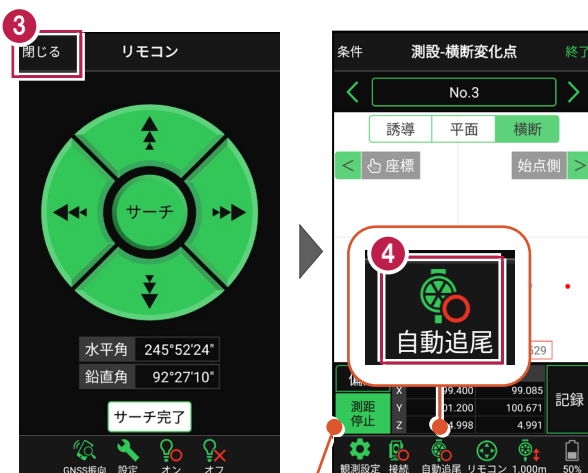 3
閉じる
リモコン
サーチ
水平角 245°52'24"
鉛直角 92°27'10"
サーチ完了
GNSS振向 設定 オン オフ
条件
測設-横断変化点
終了
No.3
誘導 平面 横断
< 座標
始点側 >
4
自動追尾
529
測距
停止
X 99.400 99.085
Y 01.200 100.671
Z 4.998 4.991
記録
観測設定 接続 自動追尾 リモコン 1.000m 50%